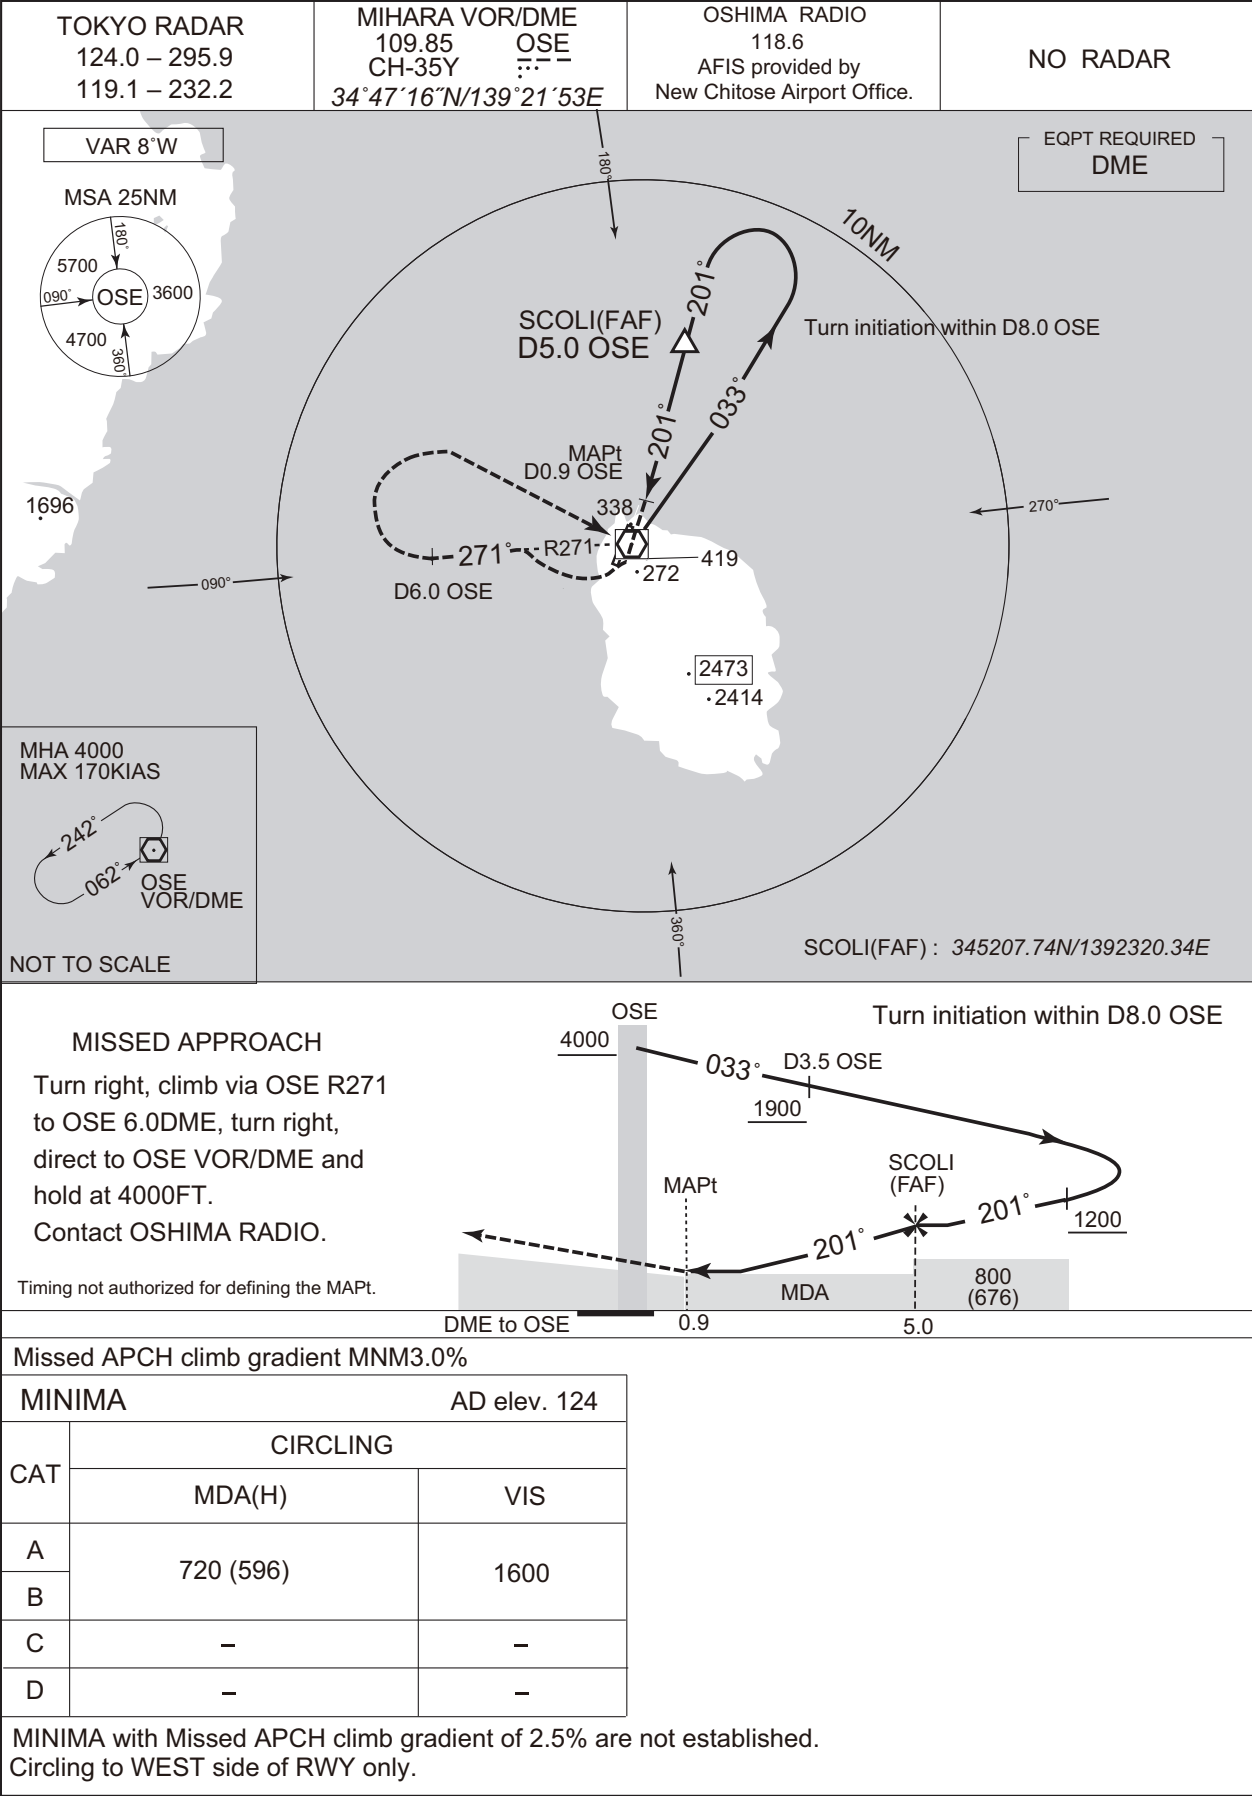 TOKYO RADAR
124.0 – 295.9
119.1 – 232.2
MIHARA VOR/DME
109.85 OSE
CH-35Y
34˚47´16˝N/139˚21´53E
OSHIMA RADIO
118.6
AFIS provided by
New Chitose Airport Office.
NO RADAR
VAR 8˚W
EQPT REQUIRED
DME
MSA 25NM
180˚
5700
090˚
OSE
3600
4700
360˚
180˚
10NM
201˚
SCOLI(FAF)
D5.0 OSE
Turn initiation within D8.0 OSE
033˚
201˚
MAPt
D0.9 OSE
338
1696
270˚
271˚
R271
419
272
D6.0 OSE
090˚
2473
2414
MHA 4000
MAX 170KIAS
242˚
062˚
OSE
VOR/DME
NOT TO SCALE
360˚
SCOLI(FAF) : 345207.74N/1392320.34E
MISSED APPROACH
Turn right, climb via OSE R271
to OSE 6.0DME, turn right,
direct to OSE VOR/DME and
hold at 4000FT.
Contact OSHIMA RADIO.
Timing not authorized for defining the MAPt.
OSE
Turn initiation within D8.0 OSE
4000
033˚
D3.5 OSE
1900
SCOLI
(FAF)
MAPt
201˚
1200
201˚
MDA
800
(676)
DME to OSE
0.9
5.0
Missed APCH climb gradient MNM3.0%
MINIMA
AD elev. 124
CAT
CIRCLING
MDA(H)
VIS
A
720 (596)
1600
B
C
–
–
D
–
–
MINIMA with Missed APCH climb gradient of 2.5% are not established.
Circling to WEST side of RWY only.